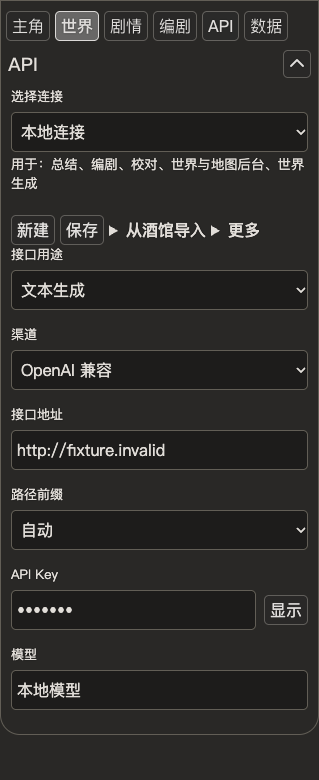 主角 世界 剧情 编剧 API 数据
API
选择连接
本地连接
用于：总结、编剧、校对、世界与地图后台、世界
生成
新建 保存 ▶ 从酒馆导入 ▶ 更多
接口用途
文本生成
渠道
OpenAI 兼容
接口地址
http://fixture.invalid
路径前缀
自动
API Key
••••••• 显示
模型
本地模型